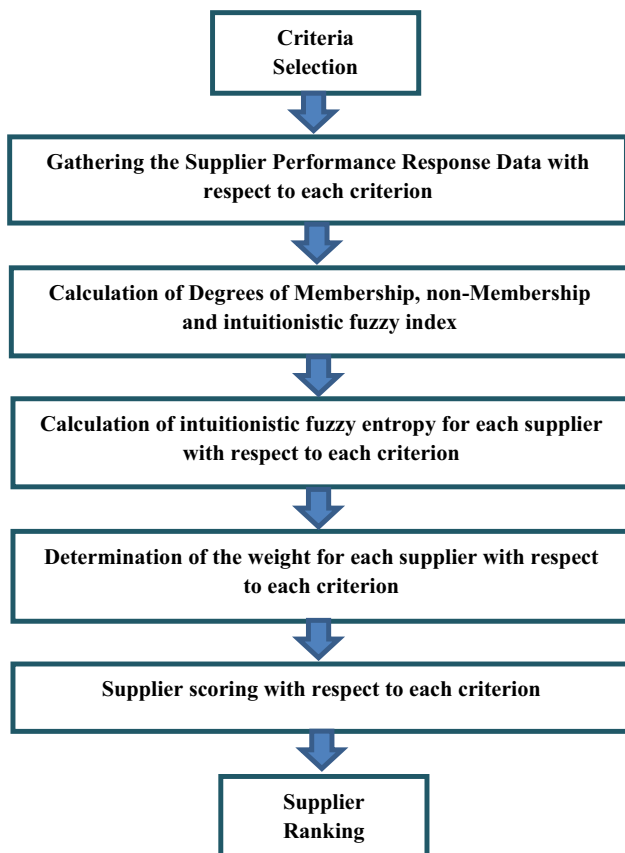 Criteria
Selection
Gathering the Supplier Performance Response Data with
respect to each criterion
Calculation of Degrees of Membership, non-Membership
and intuitionistic fuzzy index
Calculation of intuitionistic fuzzy entropy for each supplier
with respect to each criterion
Determination of the weight for each supplier with respect
to each criterion
Supplier scoring with respect to each criterion
Supplier
Ranking